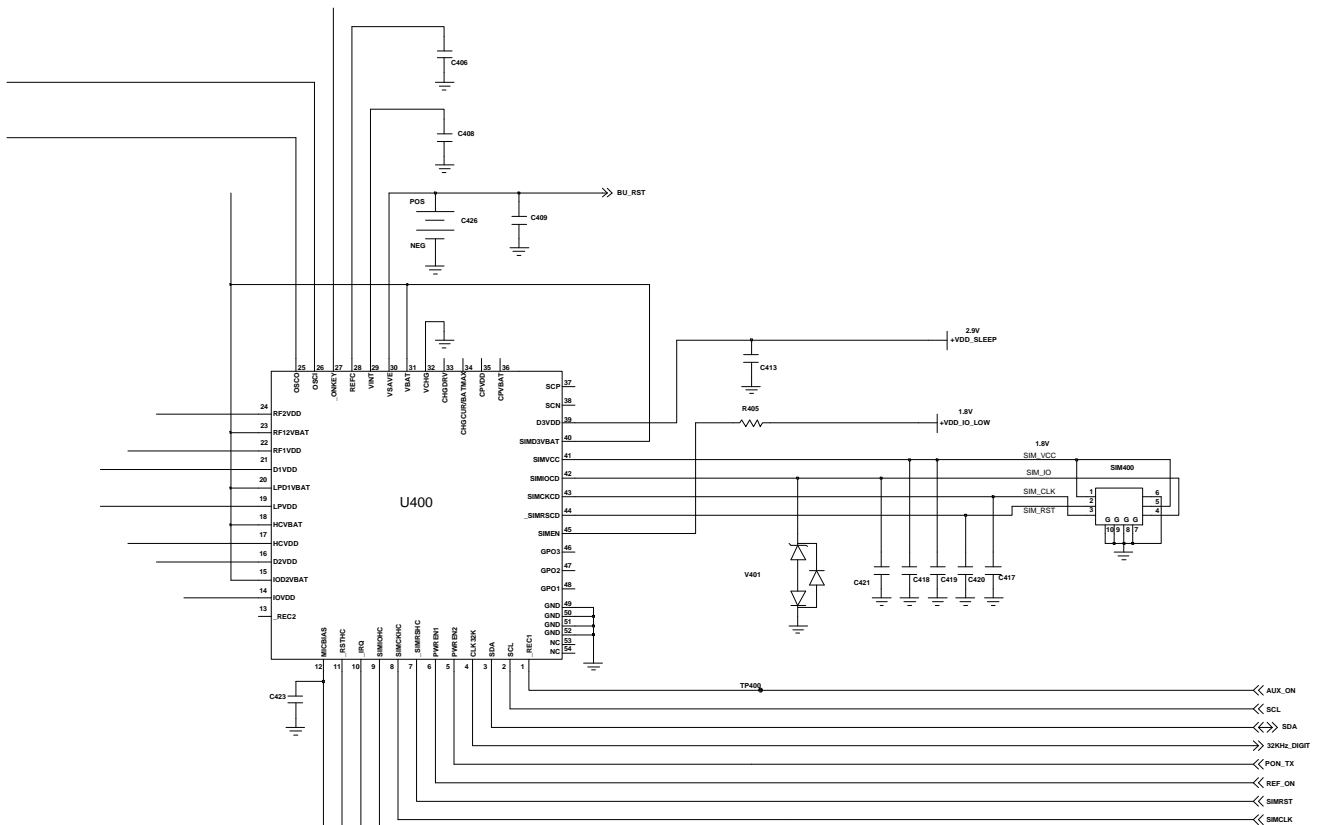 C406
C408
BU_RST
POS
C426
C409
NEG
2.9V
+VDD_SLEEP
C413
R405
1.8V
+VDD_IO_LOW
25 26 27 28 29 30 31 32 33 34 35 36
OSCO
OSCI
_ONKEY
REFC
VINT
VSAVE
VBAT
VCHG
CHGDRV
CHGCUR/BATMAX
CPVDD
CPVBAT
U400
24 RF2VDD
23 RF12VBAT
22 RF1VDD
21 D1VDD
20 LPD1VBAT
19 LPVDD
18 HCVBAT
17 HCVDD
16 D2VDD
15 IOD2VBAT
14 IOVDD
13 _REC2
SCP 37
SCN 38
D3VDD 39
SIMD3VBAT 40
SIMVCC 41
SIMIOCD 42
SIMCKCD 43
_SIMRSCD 44
SIMEN 45
GPO3 46
GPO2 47
GPO1 48
GND 49
GND 50
GND 51
GND 52
NC 53
NC 54
1.8V
SIM_VCC
SIM_IO
SIM_CLK
SIM_RST
SIM400
1
2
3
6
5
4
G G G G
10 9 8 7
V401
C421
C418
C419
C420
C417
MICBIAS
_RSTHC
_IRQ
SIMIOHC
SIMCKHC
_SIMRSHC
PWREN1
PWREN2
CLK32K
SDA
SCL
_REC1
12 11 10 9 8 7 6 5 4 3 2 1
C423
TP400
AUX_ON
SCL
SDA
32KHz_DIGIT
PON_TX
REF_ON
SIMRST
SIMCLK